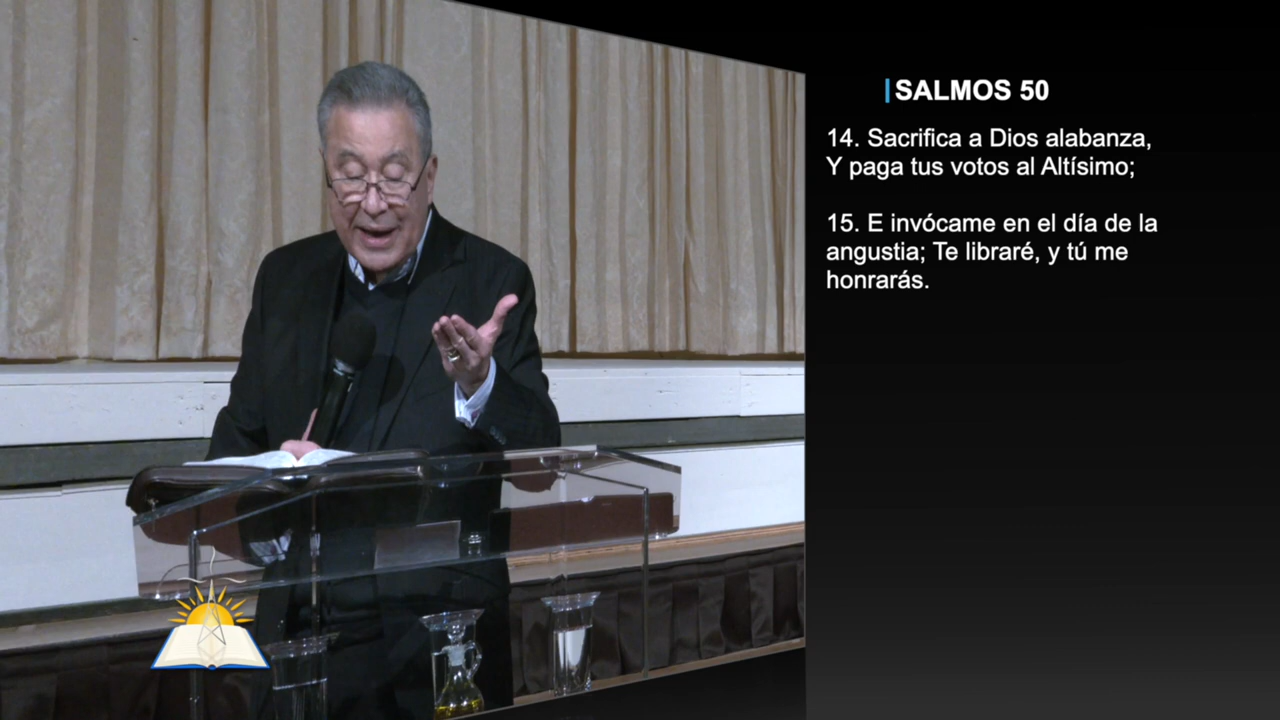 SALMOS 50
14. Sacrifica a Dios alabanza,
Y paga tus votos al Altísimo;
15. E invócame en el día de la
angustia; Te libraré, y tú me
honrarás.